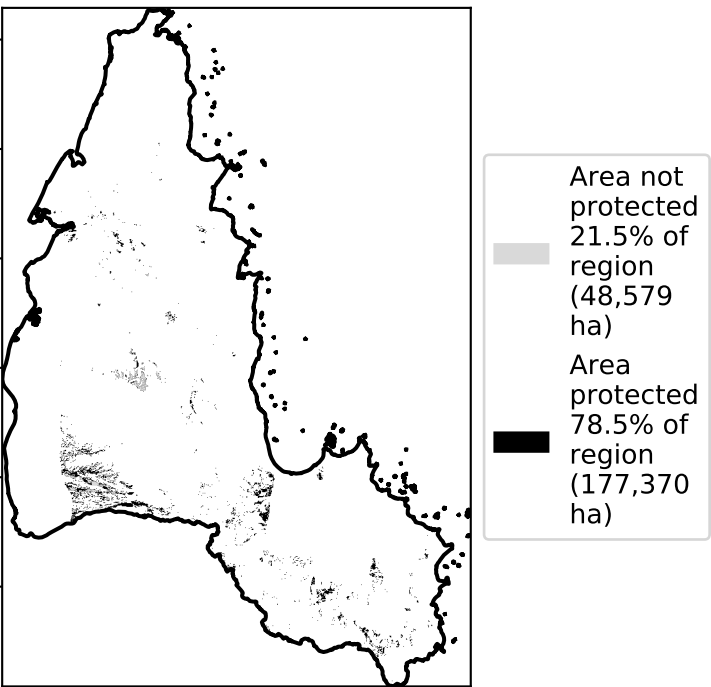 Area not
protected
21.5% of
region
(48,579
ha)
Area
protected
78.5% of
region
(177,370
ha)